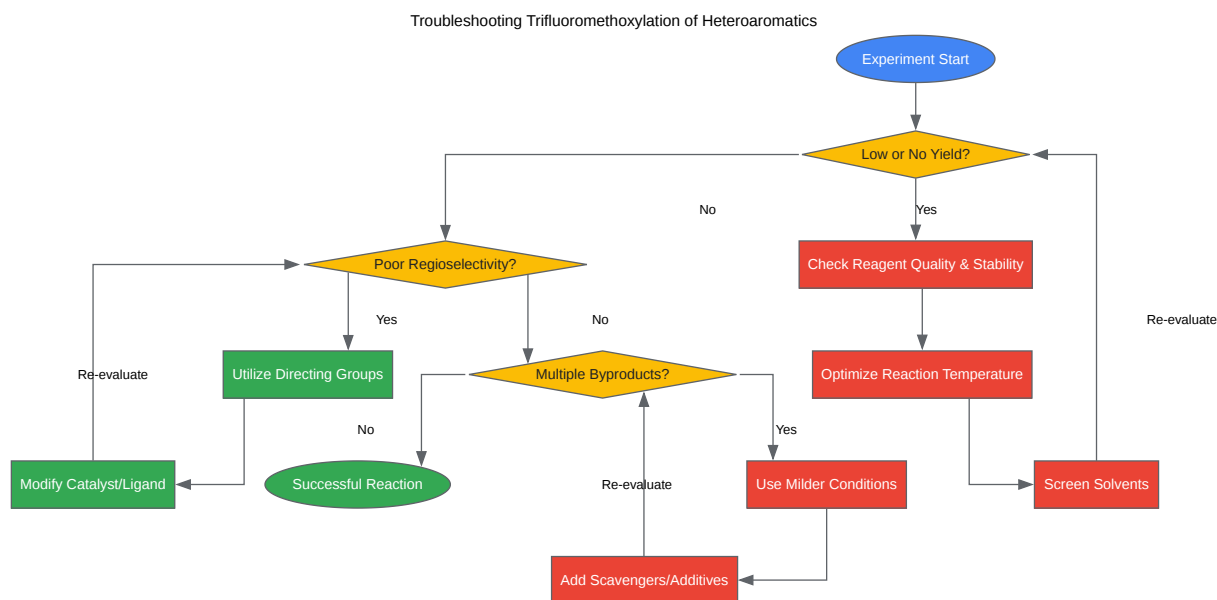 Troubleshooting Trifluoromethoxylation of Heteroaromatics
Experiment Start
Low or No Yield?
No
Yes
Poor Regioselectivity?
Check Reagent Quality & Stability
Yes
No
Re-evaluate
Re-evaluate
Utilize Directing Groups
Multiple Byproducts?
Optimize Reaction Temperature
No
Yes
Modify Catalyst/Ligand
Successful Reaction
Re-evaluate
Use Milder Conditions
Screen Solvents
Add Scavengers/Additives